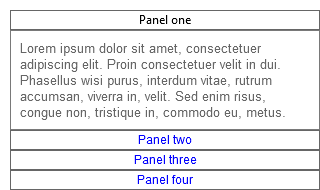 Panel one
Lorem ipsum dolor sit amet, consectetuer
adipiscing elit. Proin consectetuer velit in dui.
Phasellus wisi purus, interdum vitae, rutrum
accumsan, viverra in, velit. Sed enim risus,
congue non, tristique in, commodo eu, metus.
Panel two
Panel three
Panel four